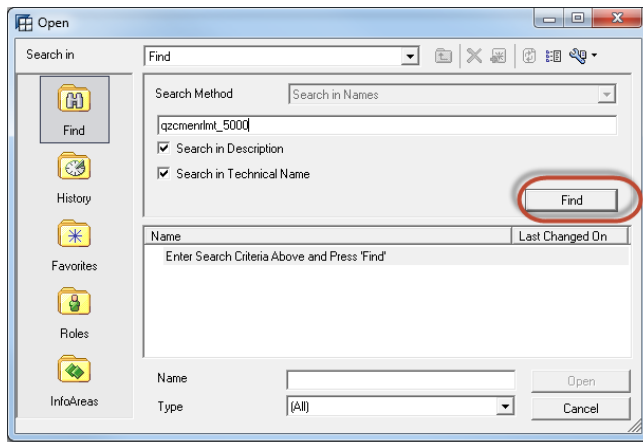 Open
Search in
Find
Find
History
Favorites
Roles
InfoAreas
Search Method
Search in Names
qzcmenrlmt_5000
Search in Description
Search in Technical Name
Find
Name
Last Changed On
Enter Search Criteria Above and Press 'Find'
Name
Open
Type
(All)
Cancel